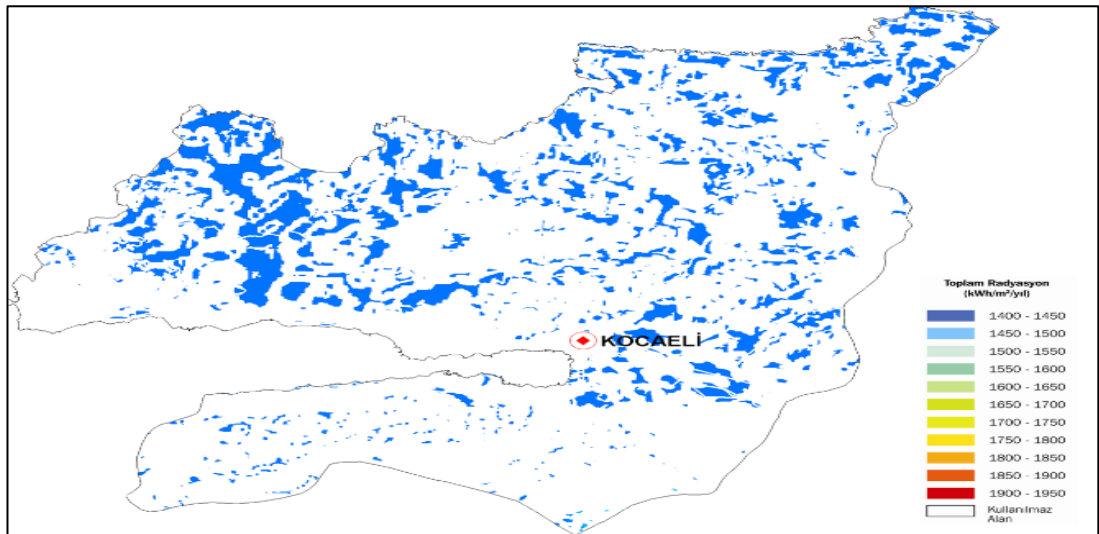 KOCAELİ
Toplam Radyasyon
(kWh/m²/yıl)
1400 - 1450
1450 - 1500
1500 - 1550
1550 - 1600
1600 - 1650
1650 - 1700
1700 - 1750
1750 - 1800
1800 - 1850
1850 - 1900
1900 - 1950
Kullanılmaz
Alan